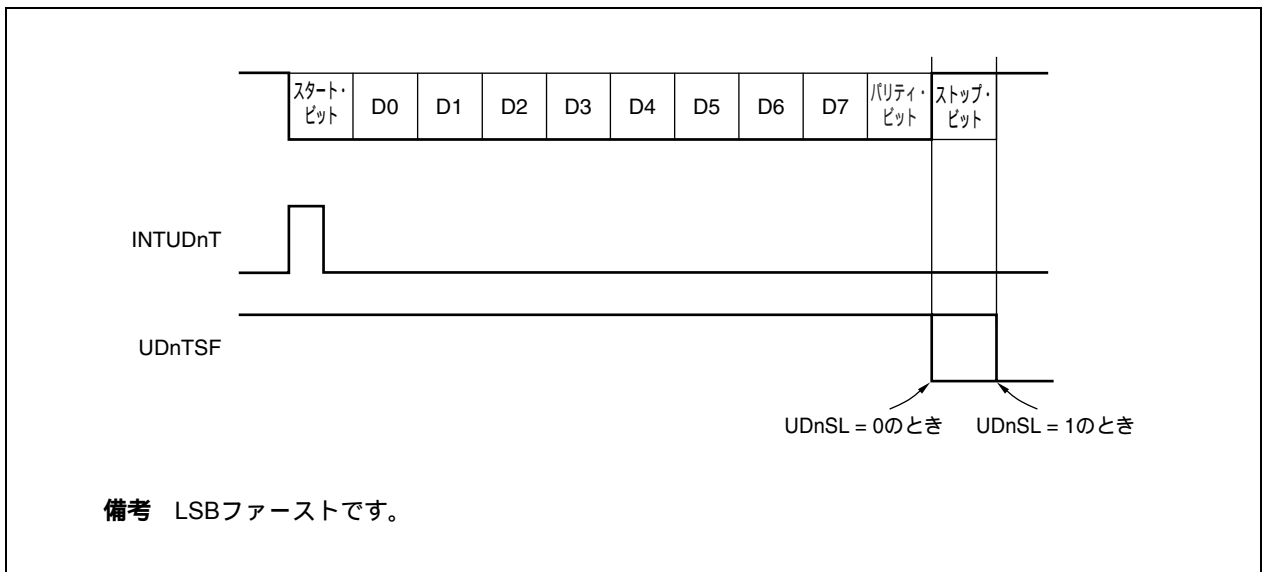 スタート・ビット D0 D1 D2 D3 D4 D5 D6 D7 パリティ・ビット ストップ・ビット
INTUDnT
UDnTSF
UDnSL = 0のとき UDnSL = 1のとき
備考 LSBファーストです。